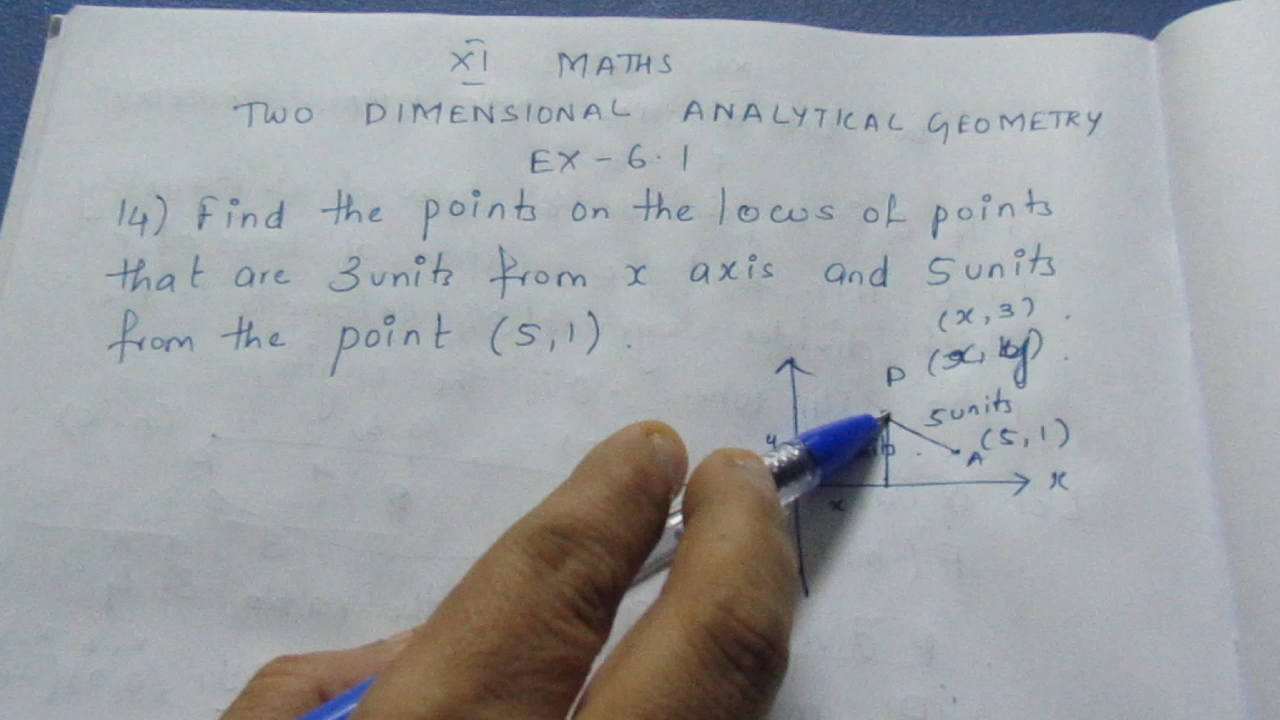 XI MATHS
TWO DIMENSIONAL ANALYTICAL GEOMETRY
EX - 6.1
14) Find the points on the locus of points
that are 3 units from x axis and 5 units
from the point (5,1).
(x, 3).
P
5 units
(5,1)
A
y
x
x